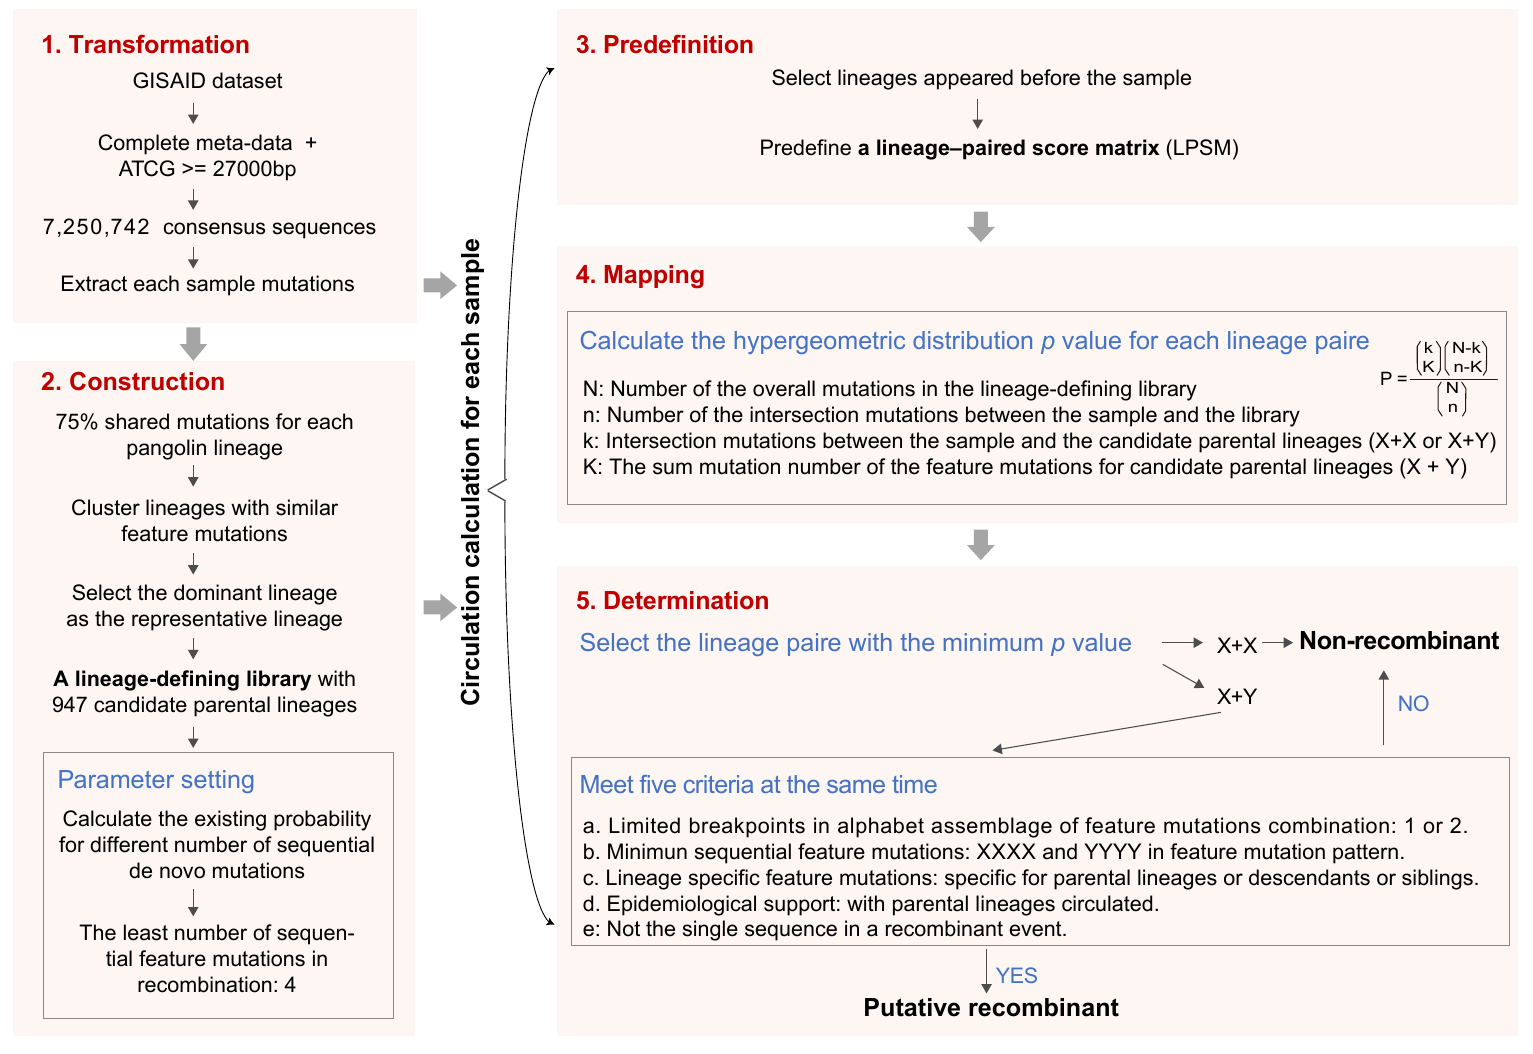 1. Transformation
GISAID dataset
Complete meta-data +
ATCG >= 27000bp
7,250,742 consensus sequences
Extract each sample mutations
2. Construction
75% shared mutations for each
pangolin lineage
Cluster lineages with similar
feature mutations
Select the dominant lineage
as the representative lineage
A lineage-defining library with
947 candidate parental lineages
Parameter setting
Calculate the existing probability
for different number of sequential
de novo mutations
The least number of sequen-
tial feature mutations in
recombination: 4
Circulation calculation for each sample
3. Predefinition
Select lineages appeared before the sample
Predefine a lineage–paired score matrix (LPSM)
4. Mapping
Calculate the hypergeometric distribution p value for each lineage paire
N: Number of the overall mutations in the lineage-defining library
n: Number of the intersection mutations between the sample and the library
k: Intersection mutations between the sample and the candidate parental lineages (X+X or X+Y)
K: The sum mutation number of the feature mutations for candidate parental lineages (X + Y)
(k) (N-k)
(K) (n-K)
P =
(N)
(n)
5. Determination
Select the lineage paire with the minimum p value
X+X
Non-recombinant
X+Y
NO
Meet five criteria at the same time
a. Limited breakpoints in alphabet assemblage of feature mutations combination: 1 or 2.
b. Minimun sequential feature mutations: XXXX and YYYY in feature mutation pattern.
c. Lineage specific feature mutations: specific for parental lineages or descendants or siblings.
d. Epidemiological support: with parental lineages circulated.
e: Not the single sequence in a recombinant event.
YES
Putative recombinant